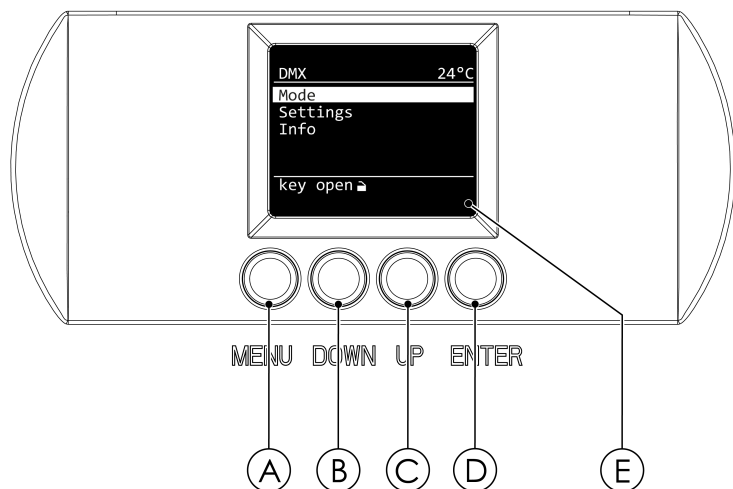 DMX 24°C
Mode
Settings
Info
key open
MENU DOWN UP ENTER
A B C D E